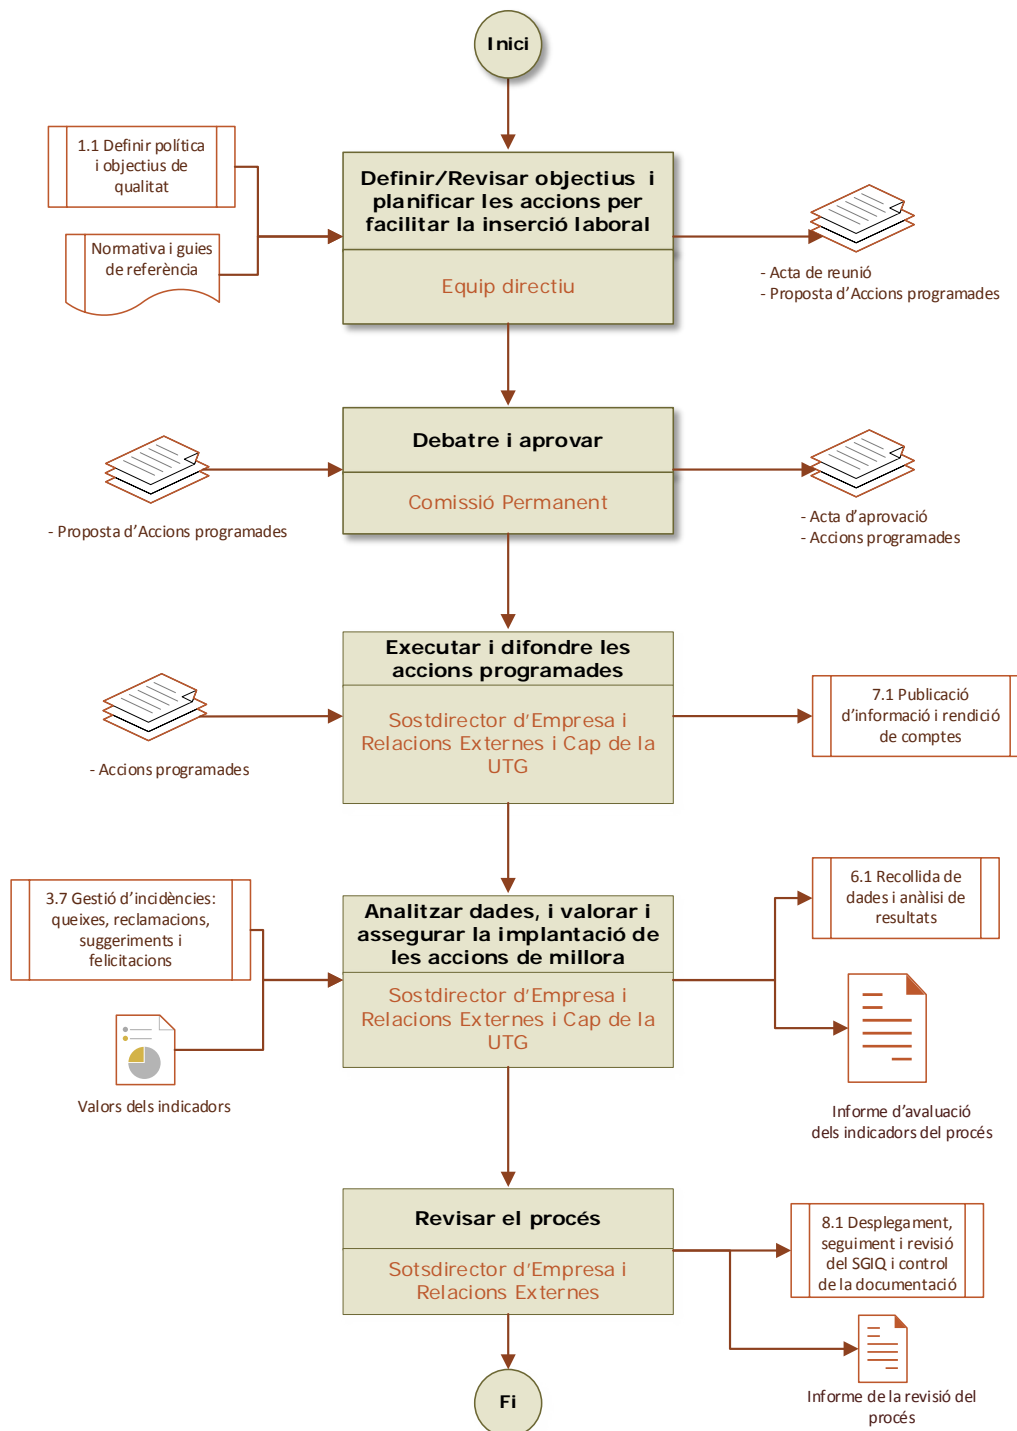 Inici
1.1 Definir política
i objectius de
qualitat
Normativa i guies
de referència
Definir/Revisar objectius i
planificar les accions per
facilitar la inserció laboral
Equip directiu
- Acta de reunió
- Proposta d'Accions programades
- Proposta d'Accions programades
Debatre i aprovar
Comissió Permanent
- Acta d'aprovació
- Accions programades
- Accions programades
Executar i difondre les
accions programades
Sostdirector d'Empresa i
Relacions Externes i Cap de la
UTG
7.1 Publicació
d'informació i rendició
de comptes
3.7 Gestió d'incidències:
queixes, reclamacions,
suggeriments i
felicitacions
Valors dels indicadors
Analitzar dades, i valorar i
assegurar la implantació de
les accions de millora
Sostdirector d'Empresa i
Relacions Externes i Cap de la
UTG
6.1 Recollida de
dades i anàlisi de
resultats
Informe d'avaluació
dels indicadors del procés
Revisar el procés
Sotsdirector d'Empresa i
Relacions Externes
8.1 Desplegament,
seguiment i revisió
del SGIQ i control
de la documentació
Informe de la revisió del
procés
Fi